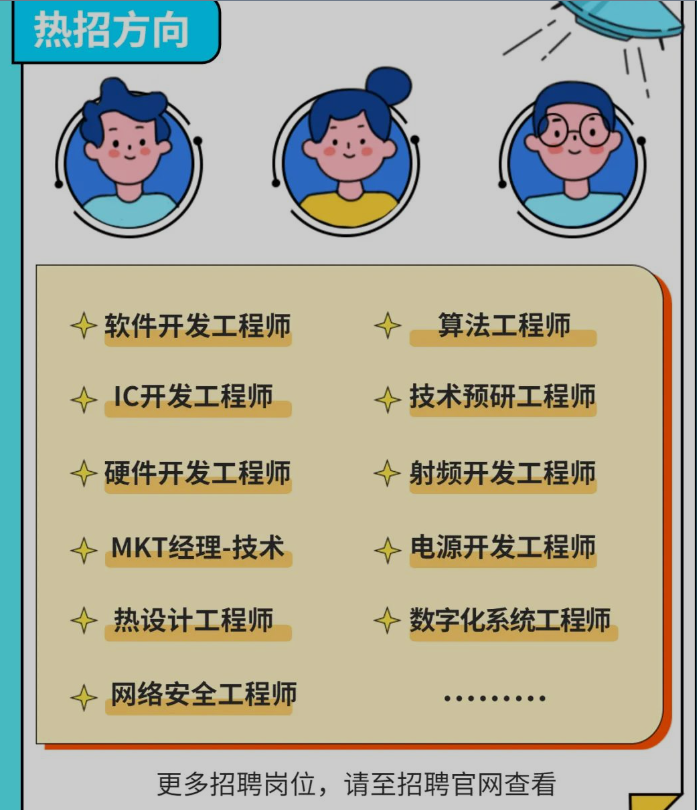 热招方向
软件开发工程师
算法工程师
IC开发工程师
技术预研工程师
硬件开发工程师
射频开发工程师
MKT经理-技术
电源开发工程师
热设计工程师
数字化系统工程师
网络安全工程师
·········
更多招聘岗位，请至招聘官网查看